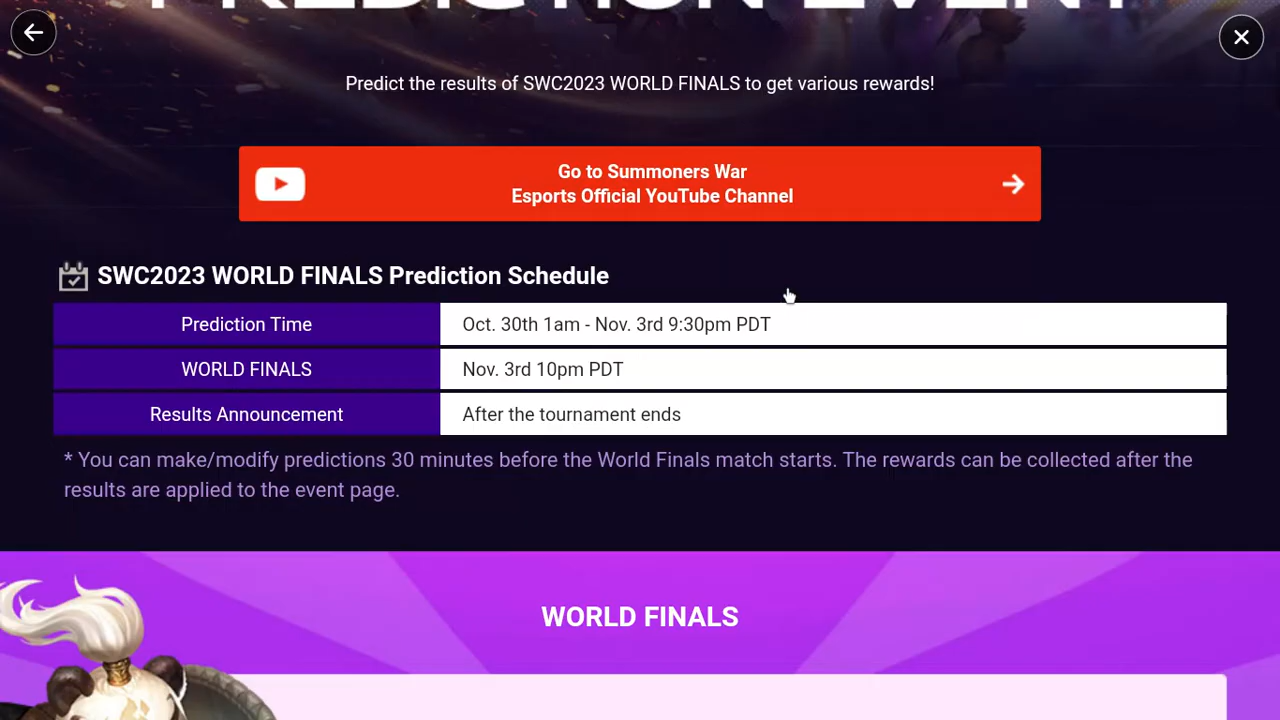 PREDICTION EVENT
Predict the results of SWC2023 WORLD FINALS to get various rewards!
Go to Summoners War
Esports Official YouTube Channel
SWC2023 WORLD FINALS Prediction Schedule
Prediction Time
Oct. 30th 1am - Nov. 3rd 9:30pm PDT
WORLD FINALS
Nov. 3rd 10pm PDT
Results Announcement
After the tournament ends
* You can make/modify predictions 30 minutes before the World Finals match starts. The rewards can be collected after the
results are applied to the event page.
WORLD FINALS